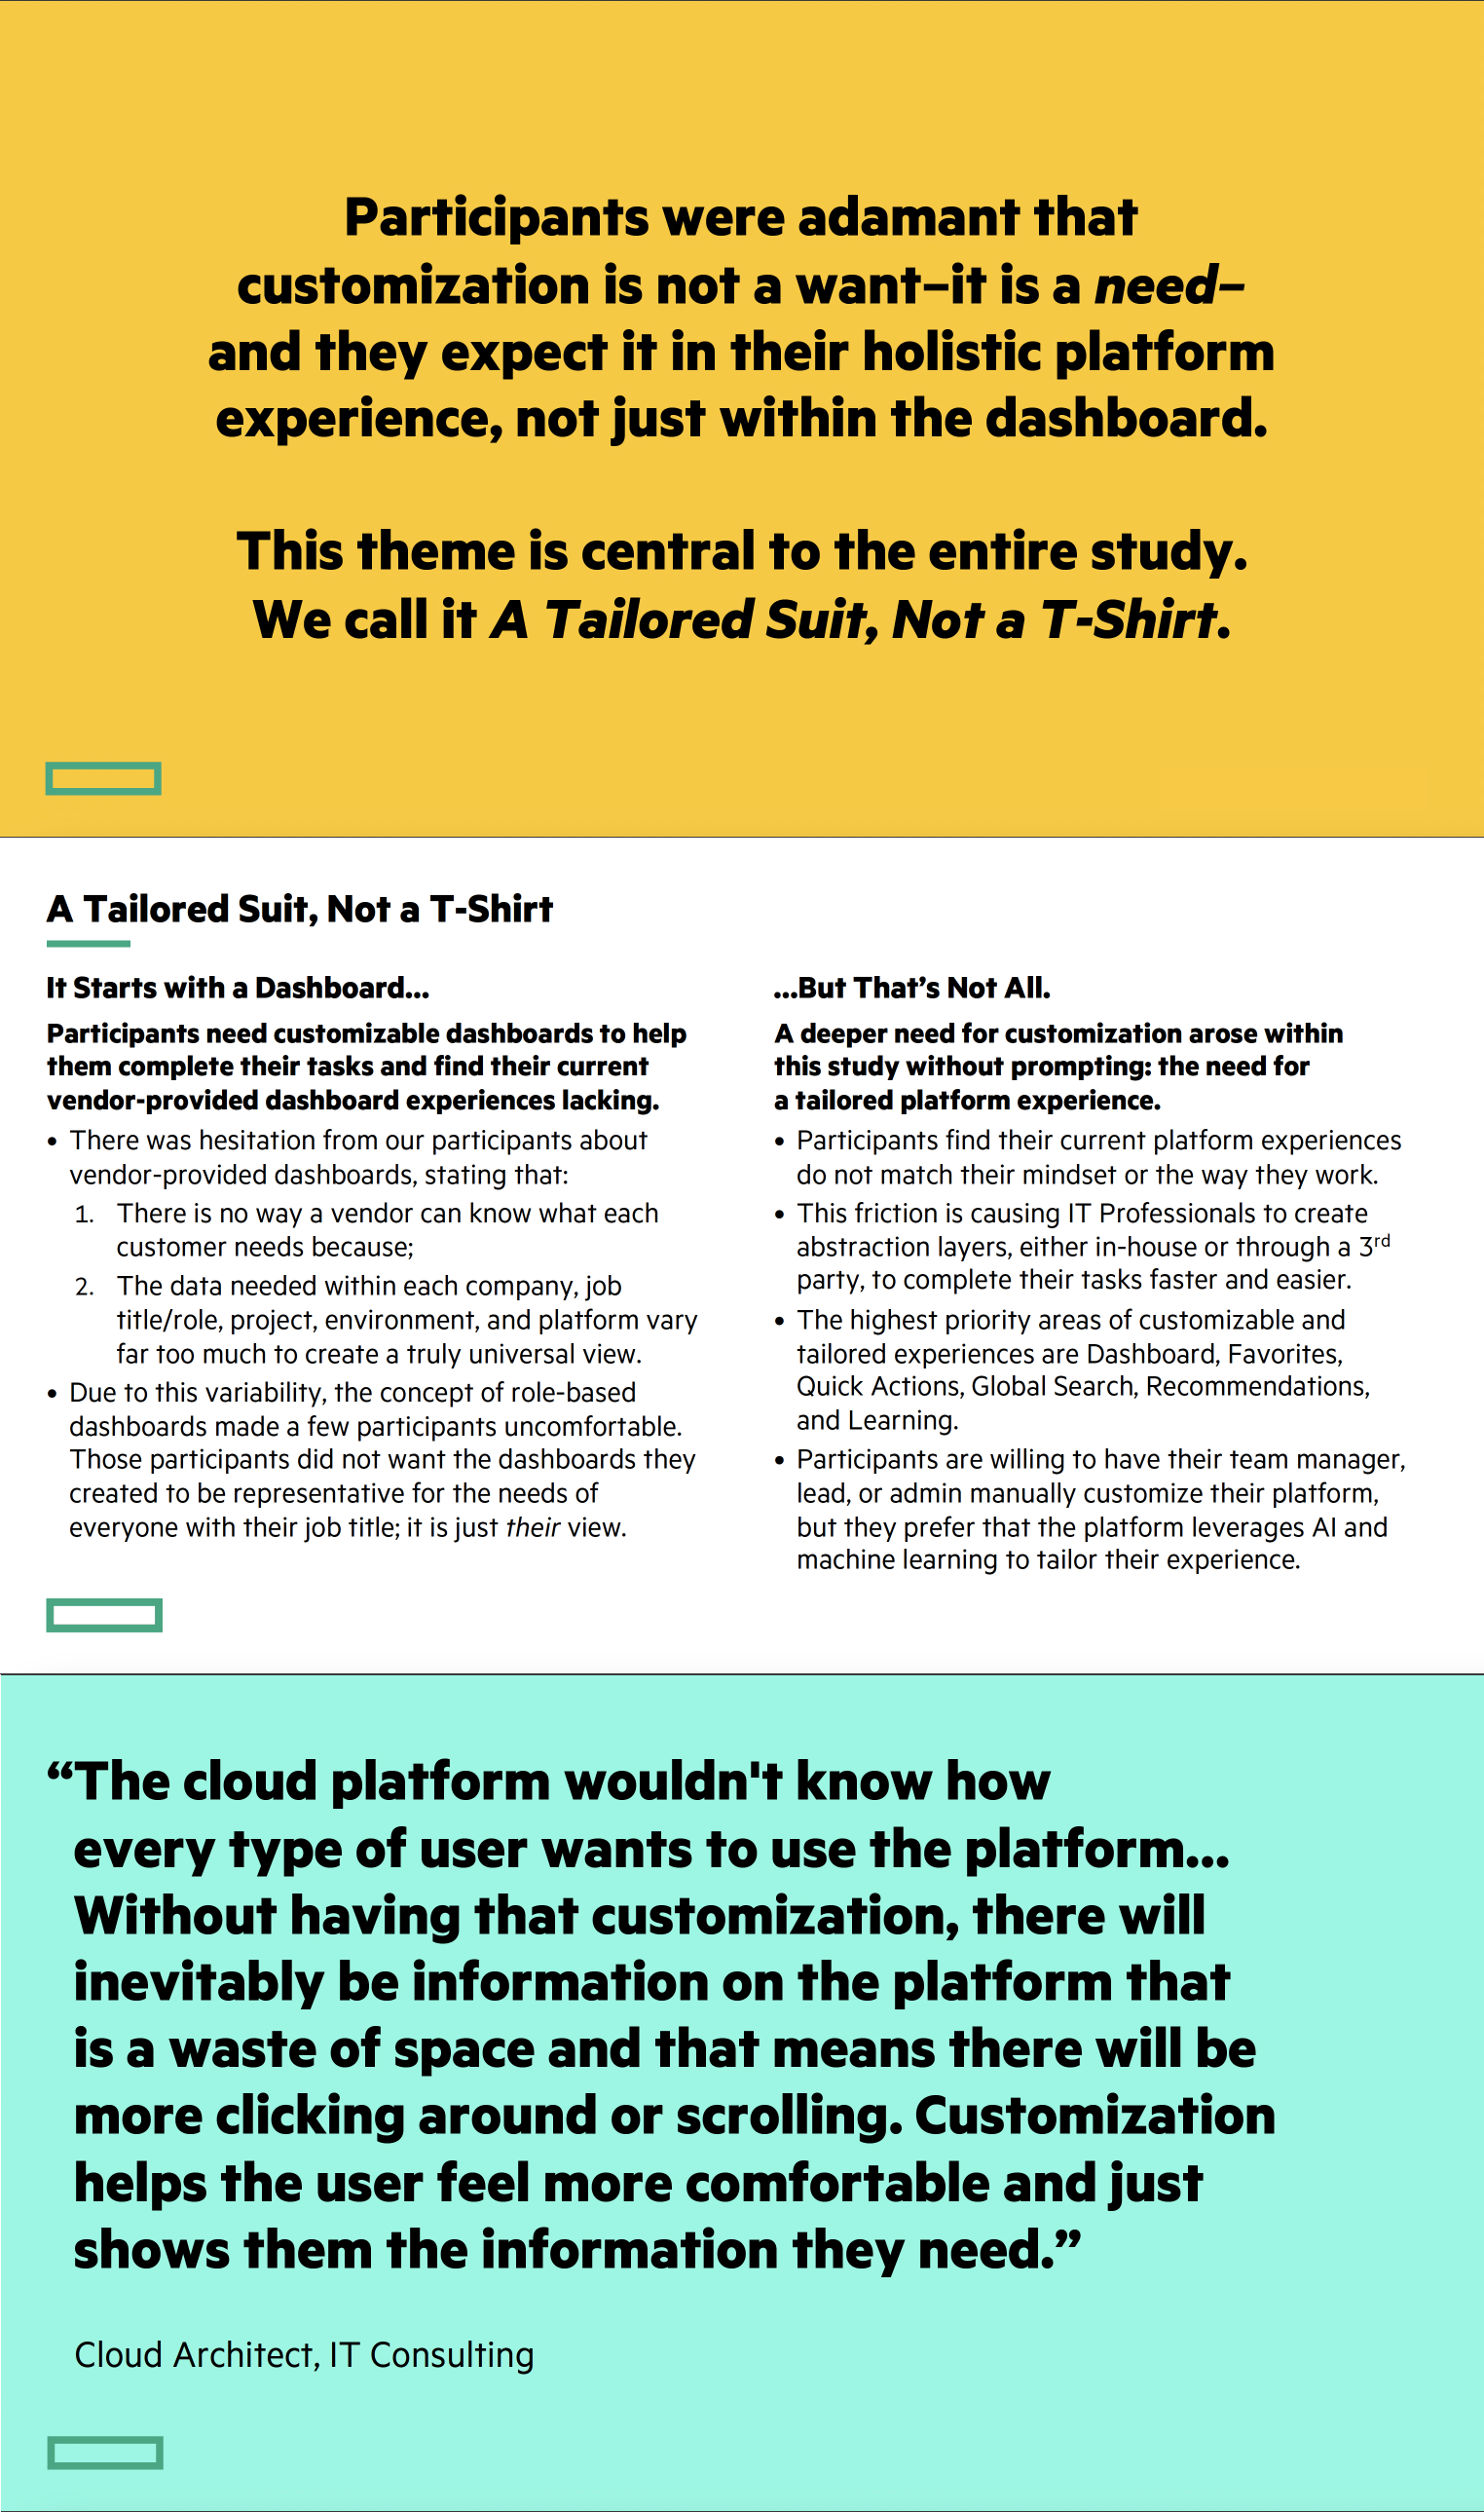 Participants were adamant that
customization is not a want–it is a need–
and they expect it in their holistic platform
experience, not just within the dashboard.
This theme is central to the entire study.
We call it A Tailored Suit, Not a T-Shirt.
A Tailored Suit, Not a T-Shirt
It Starts with a Dashboard...
Participants need customizable dashboards to help
them complete their tasks and find their current
vendor-provided dashboard experiences lacking.
• There was hesitation from our participants about
vendor-provided dashboards, stating that:
1. There is no way a vendor can know what each
customer needs because;
2. The data needed within each company, job
title/role, project, environment, and platform vary
far too much to create a truly universal view.
• Due to this variability, the concept of role-based
dashboards made a few participants uncomfortable.
Those participants did not want the dashboards they
created to be representative for the needs of
everyone with their job title; it is just their view.
...But That’s Not All.
A deeper need for customization arose within
this study without prompting: the need for
a tailored platform experience.
• Participants find their current platform experiences
do not match their mindset or the way they work.
• This friction is causing IT Professionals to create
abstraction layers, either in-house or through a 3rd
party, to complete their tasks faster and easier.
• The highest priority areas of customizable and
tailored experiences are Dashboard, Favorites,
Quick Actions, Global Search, Recommendations,
and Learning.
• Participants are willing to have their team manager,
lead, or admin manually customize their platform,
but they prefer that the platform leverages AI and
machine learning to tailor their experience.
“The cloud platform wouldn't know how
every type of user wants to use the platform...
Without having that customization, there will
inevitably be information on the platform that
is a waste of space and that means there will be
more clicking around or scrolling. Customization
helps the user feel more comfortable and just
shows them the information they need.”
Cloud Architect, IT Consulting